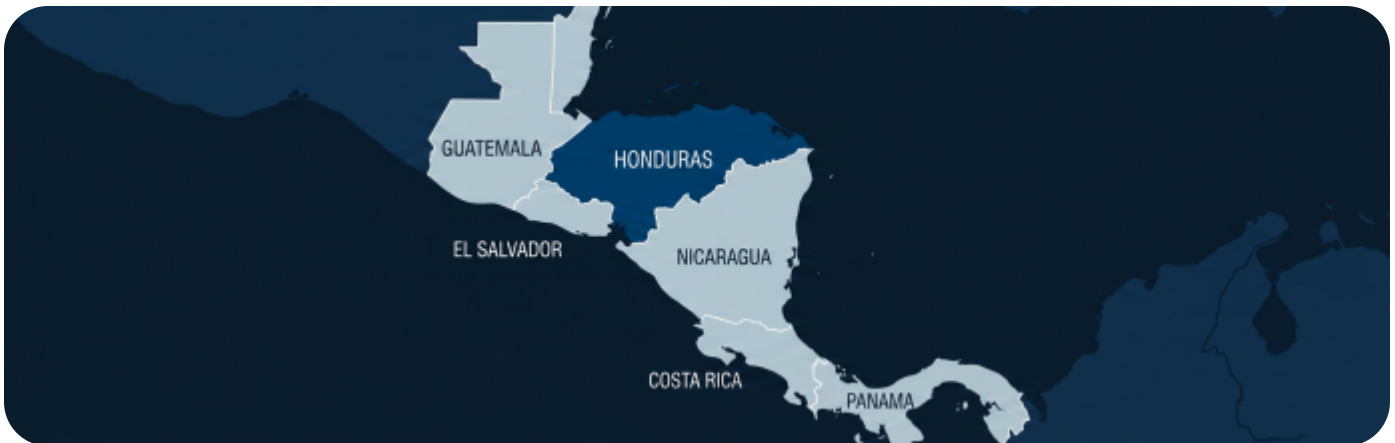 GUATEMALA
HONDURAS
EL SALVADOR
NICARAGUA
COSTA RICA
PANAMA